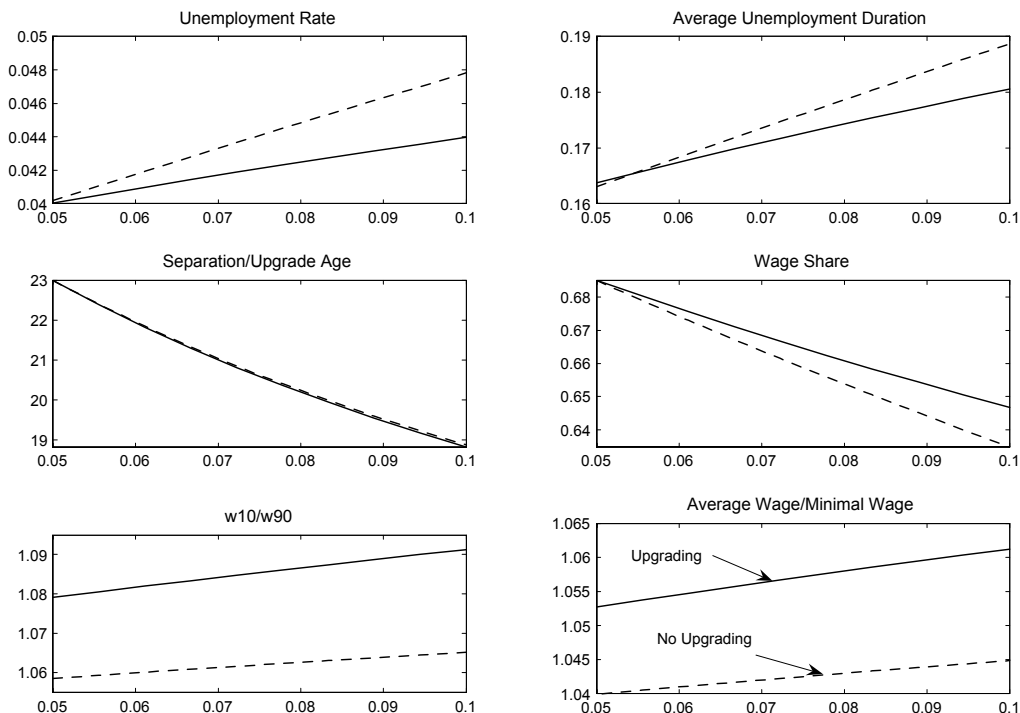 Unemployment Rate
0.05
0.048
0.046
0.044
0.042
0.04
0.05 0.06 0.07 0.08 0.09 0.1
Average Unemployment Duration
0.19
0.18
0.17
0.16
0.05 0.06 0.07 0.08 0.09 0.1
Separation/Upgrade Age
23
22
21
20
19
0.05 0.06 0.07 0.08 0.09 0.1
Wage Share
0.68
0.67
0.66
0.65
0.64
0.05 0.06 0.07 0.08 0.09 0.1
w10/w90
1.09
1.08
1.07
1.06
0.05 0.06 0.07 0.08 0.09 0.1
Average Wage/Minimal Wage
1.065
1.06
1.055
1.05
1.045
1.04
Upgrading
No Upgrading
0.05 0.06 0.07 0.08 0.09 0.1